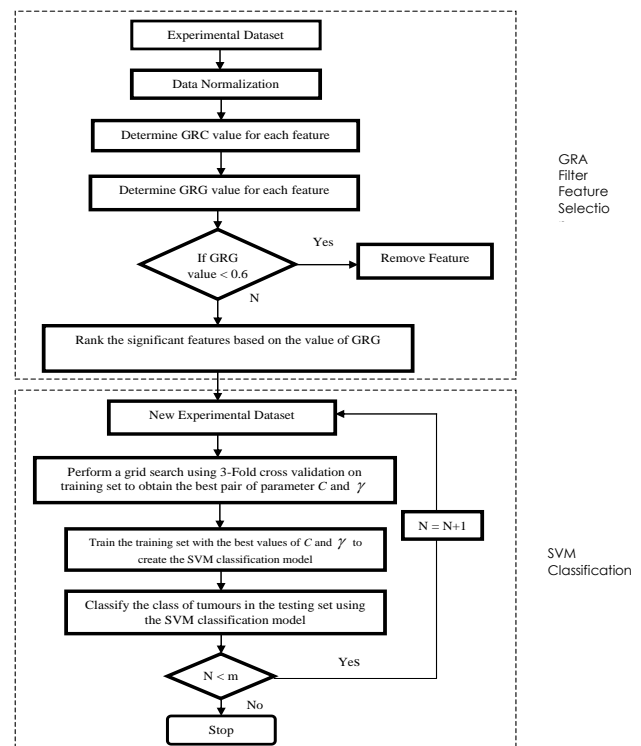 Experimental Dataset
Data Normalization
Determine GRC value for each feature
Determine GRG value for each feature
If GRG
value < 0.6
Yes
Remove Feature
N
Rank the significant features based on the value of GRG
GRA
Filter
Feature
Selectio
New Experimental Dataset
Perform a grid search using 3-Fold cross validation on
training set to obtain the best pair of parameter C and γ
N = N+1
Train the training set with the best values of C and γ to
create the SVM classification model
SVM
Classification
Classify the class of tumours in the testing set using
the SVM classification model
N < m
Yes
No
Stop